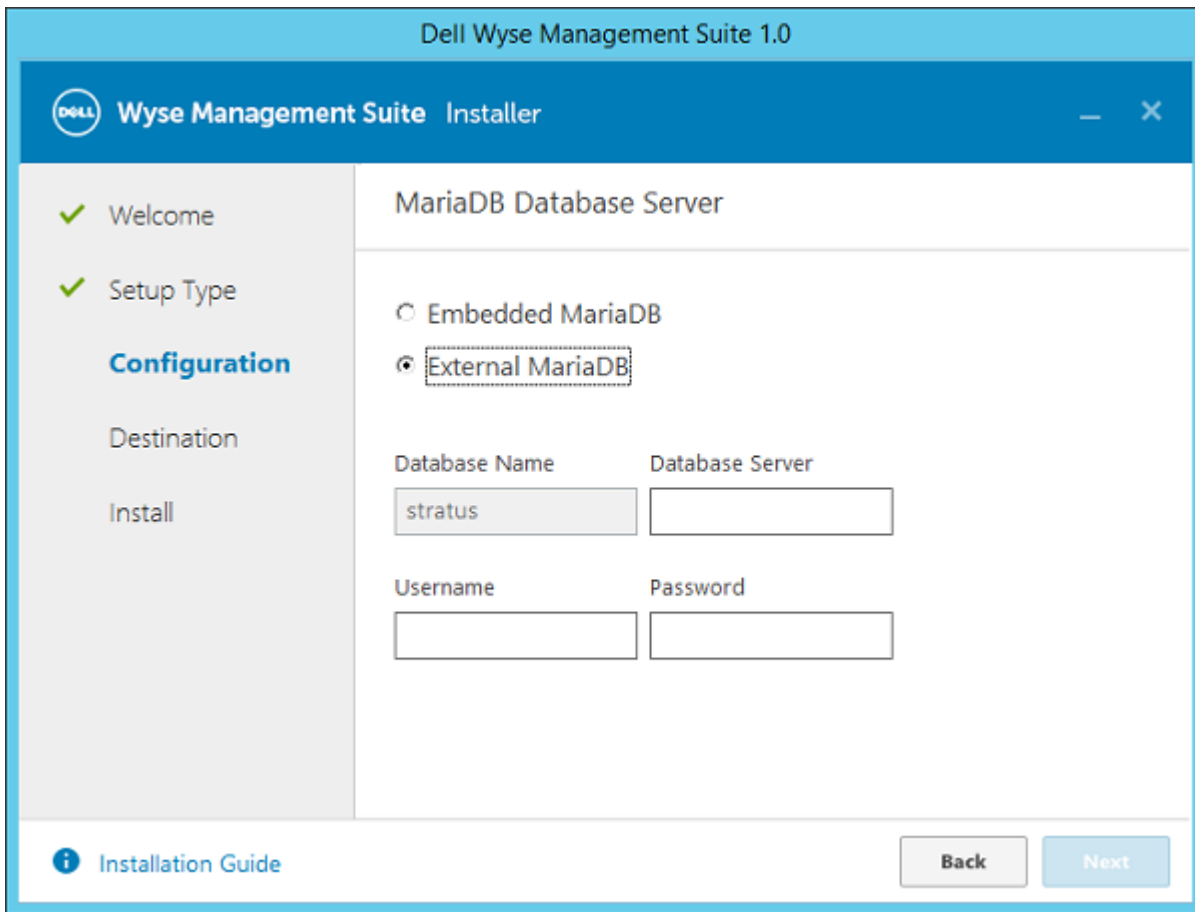 Dell Wyse Management Suite 1.0
DELL Wyse Management Suite Installer
Welcome
Setup Type
Configuration
Destination
Install
MariaDB Database Server
Embedded MariaDB
External MariaDB
Database Name Database Server
stratus
Username Password
Installation Guide
Back Next